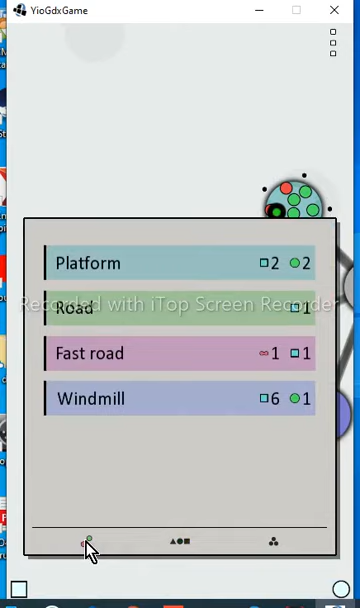 YioGdxGame
Platform 2 2
Recorded with iTop Screen Recorder
Road 1
Fast road 1 1
Windmill 6 1